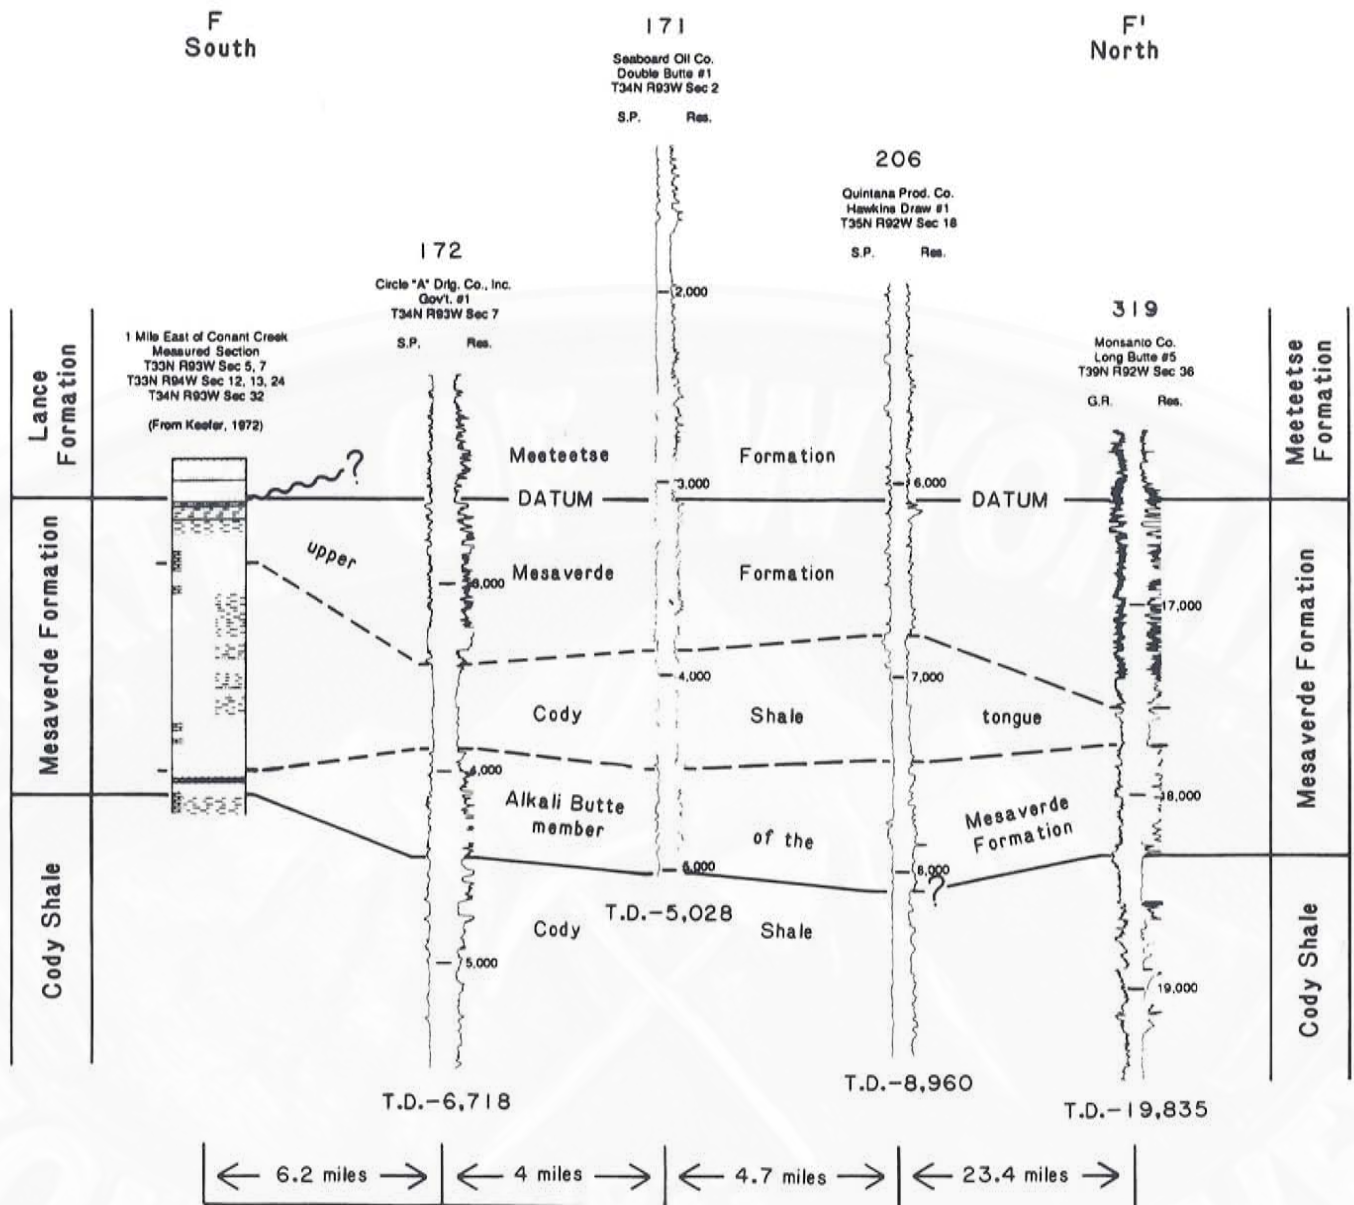 F
South
171
Seaboard Oil Co.
Double Butte #1
T34N R93W Sec 2
S.P. Res.
F'
North
206
Quintana Prod. Co.
Hawkins Draw #1
T35N R92W Sec 18
S.P. Res.
172
Circle "A" Drlg. Co., Inc.
Gov't. #1
T34N R93W Sec 7
S.P. Res.
319
Monsanto Co.
Long Butte #5
T39N R92W Sec 36
G.R. Res.
1 Mile East of Conant Creek
Measured Section
T33N R93W Sec 5, 7
T33N R94W Sec 12, 13, 24
T34N R93W Sec 32
(From Keefer, 1972)
Lance
Formation
Mesaverde Formation
Cody Shale
Meeteetse
Formation
Mesaverde Formation
Cody Shale
2,000
?
Meeteetse Formation
3,000
6,000
DATUM DATUM
upper
Mesaverde Formation
17,000
4,000
7,000
Cody Shale tongue
4,000
18,000
Alkali Butte
member
of the
Mesaverde
Formation
5,000
8,000
?
T.D.-5,028
Cody Shale
5,000
19,000
T.D.-6,718
T.D.-8,960
T.D.-19,835
6.2 miles 4 miles 4.7 miles 23.4 miles